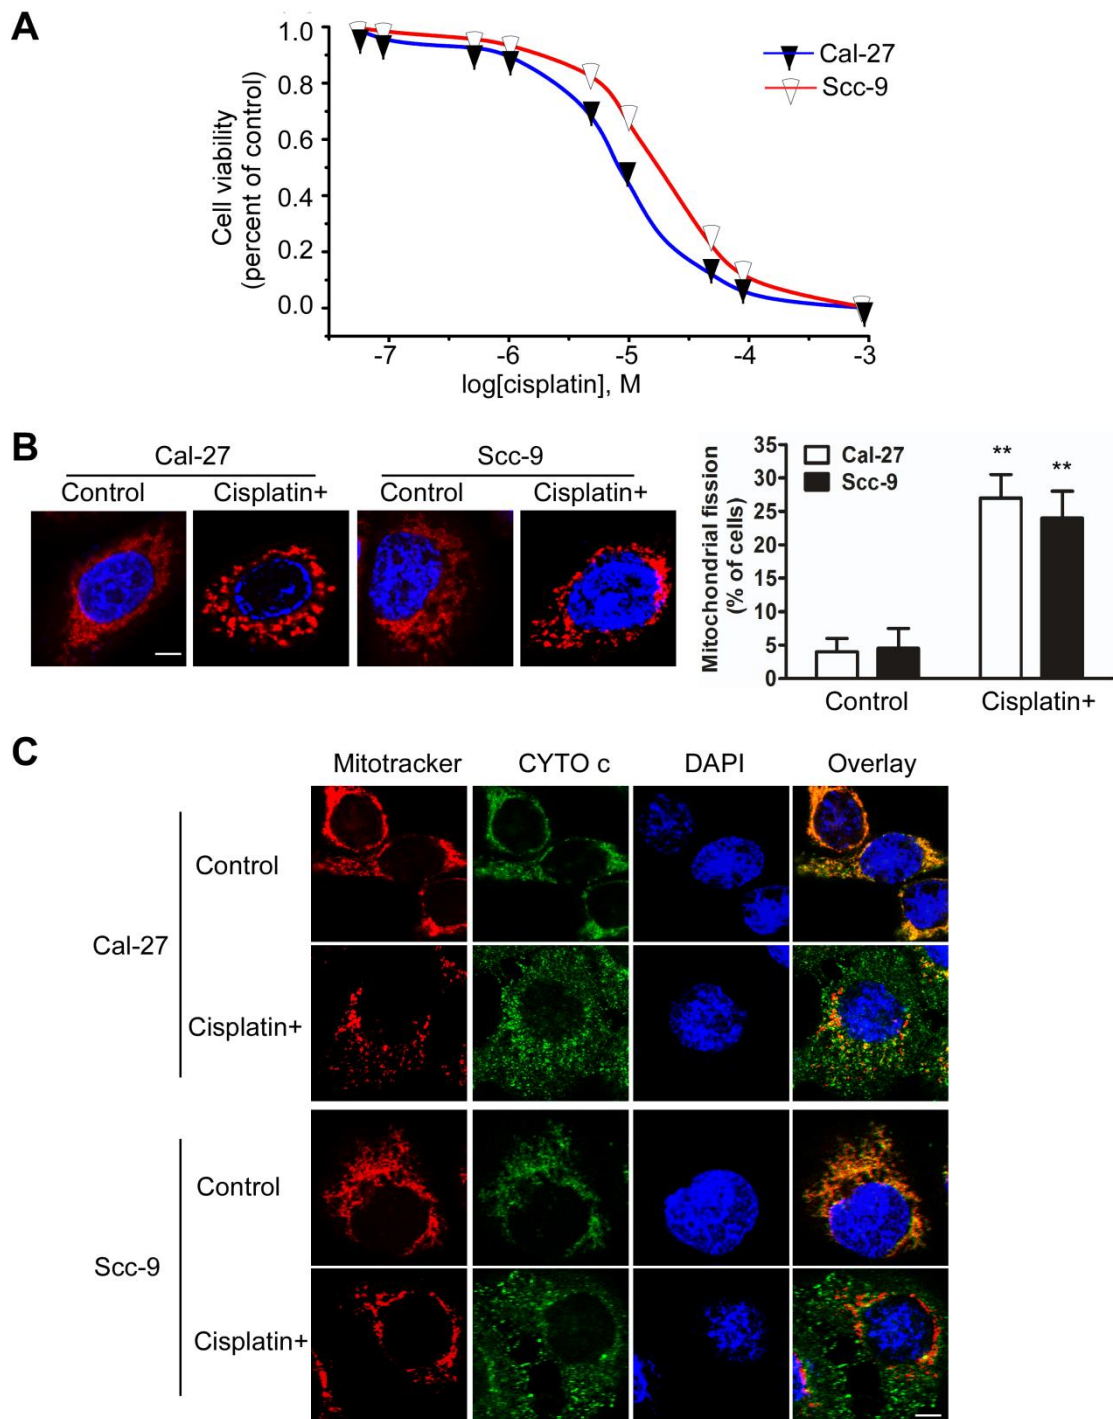 A
1.0
0.8
0.6
0.4
0.2
0.0
Cell viability
(percent of control)
-7 -6 -5 -4 -3
log[cisplatin], M
Cal-27
Scc-9
B
Cal-27 Scc-9
Control Cisplatin+ Control Cisplatin+
35
30
25
20
15
10
5
0
Mitochondrial fission
(% of cells)
Cal-27
Scc-9
** **
Control Cisplatin+
C
Mitotracker CYTO c DAPI Overlay
Cal-27
Control
Cisplatin+
Scc-9
Control
Cisplatin+